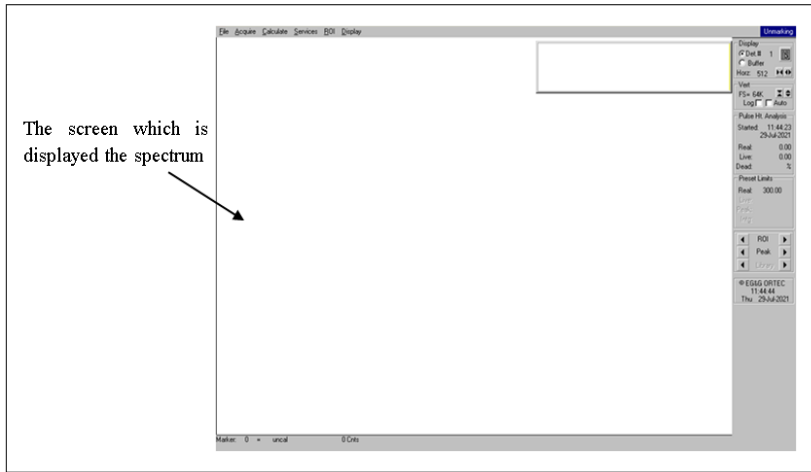 File Acquire Calculate Services ROI Display
Unmarking
The screen which is
displayed the spectrum
Display
Det.# 1
Buffer
Horz: 512
Vert
FS= 64K
Log Auto
Pulse Ht. Analysis
Started: 11:44:23
29-Jul-2021
Real: 0.00
Live: 0.00
Dead: %
Preset Limits
Real: 300.00
Live:
Peak:
ROI
Peak
Library
EG&G ORTEC
11:44:44
Thu 29-Jul-2021
Marker: 0 = uncal 0 Cnts